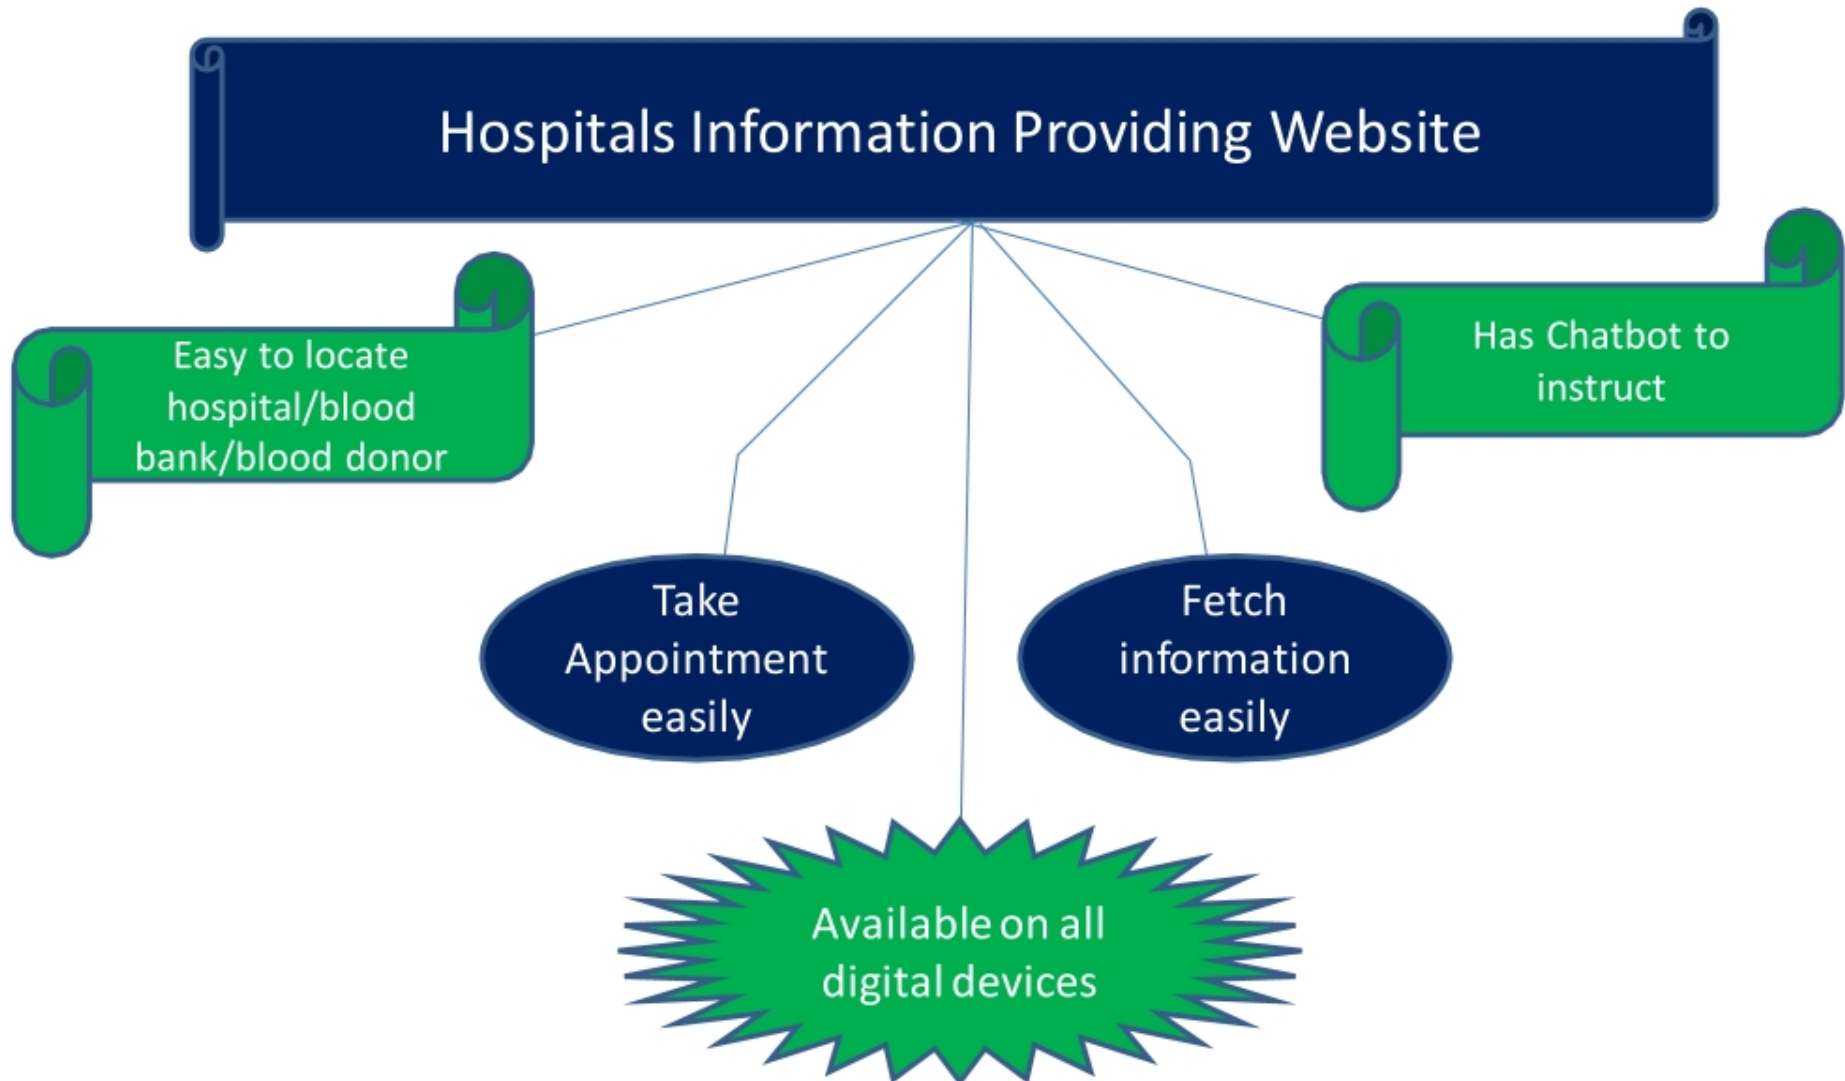 Hospitals Information Providing Website
Easy to locate
hospital/blood
bank/blood donor
Has Chatbot to
instruct
Take
Appointment
easily
Fetch
information
easily
Available on all
digital devices